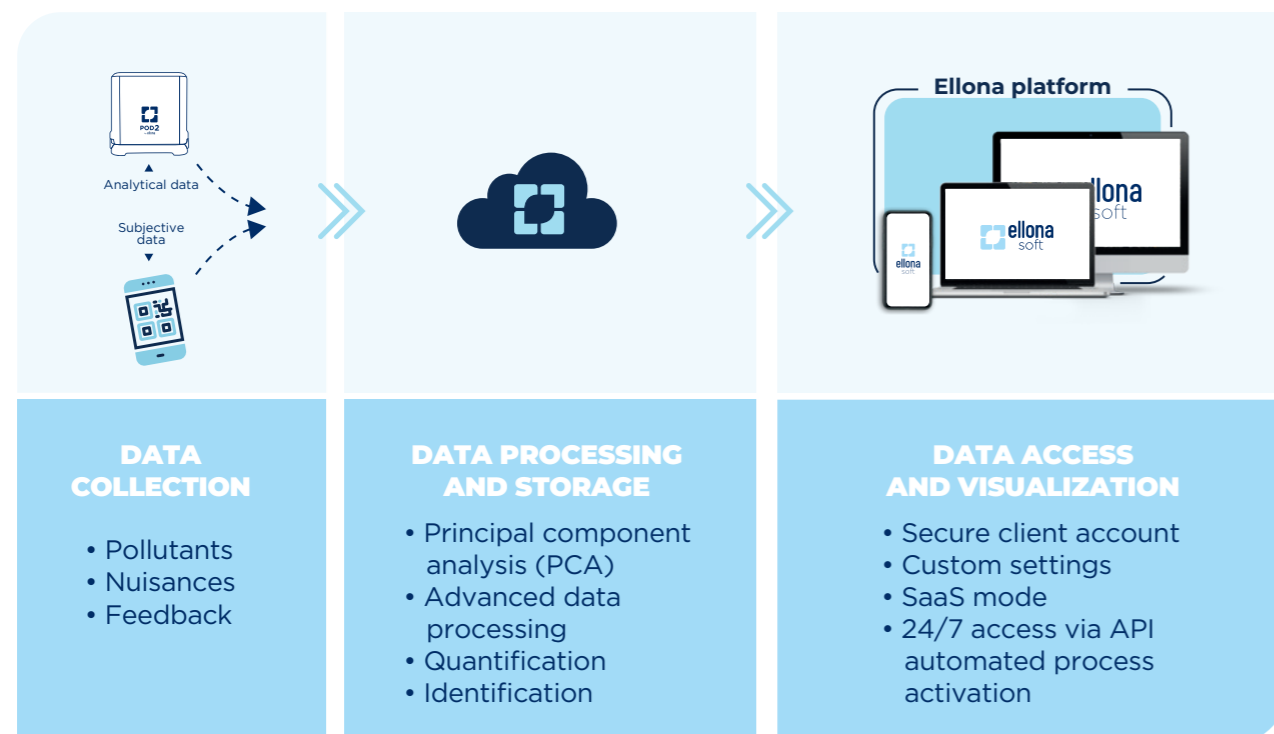 POD2
Analytical data
Subjective
data
Ellona platform
ellona
soft
ellona
soft
llona
soft
DATA
COLLECTION
• Pollutants
• Nuisances
• Feedback
DATA PROCESSING
AND STORAGE
• Principal component
analysis (PCA)
• Advanced data
processing
• Quantification
• Identification
DATA ACCESS
AND VISUALIZATION
• Secure client account
• Custom settings
• SaaS mode
• 24/7 access via API
automated process
activation